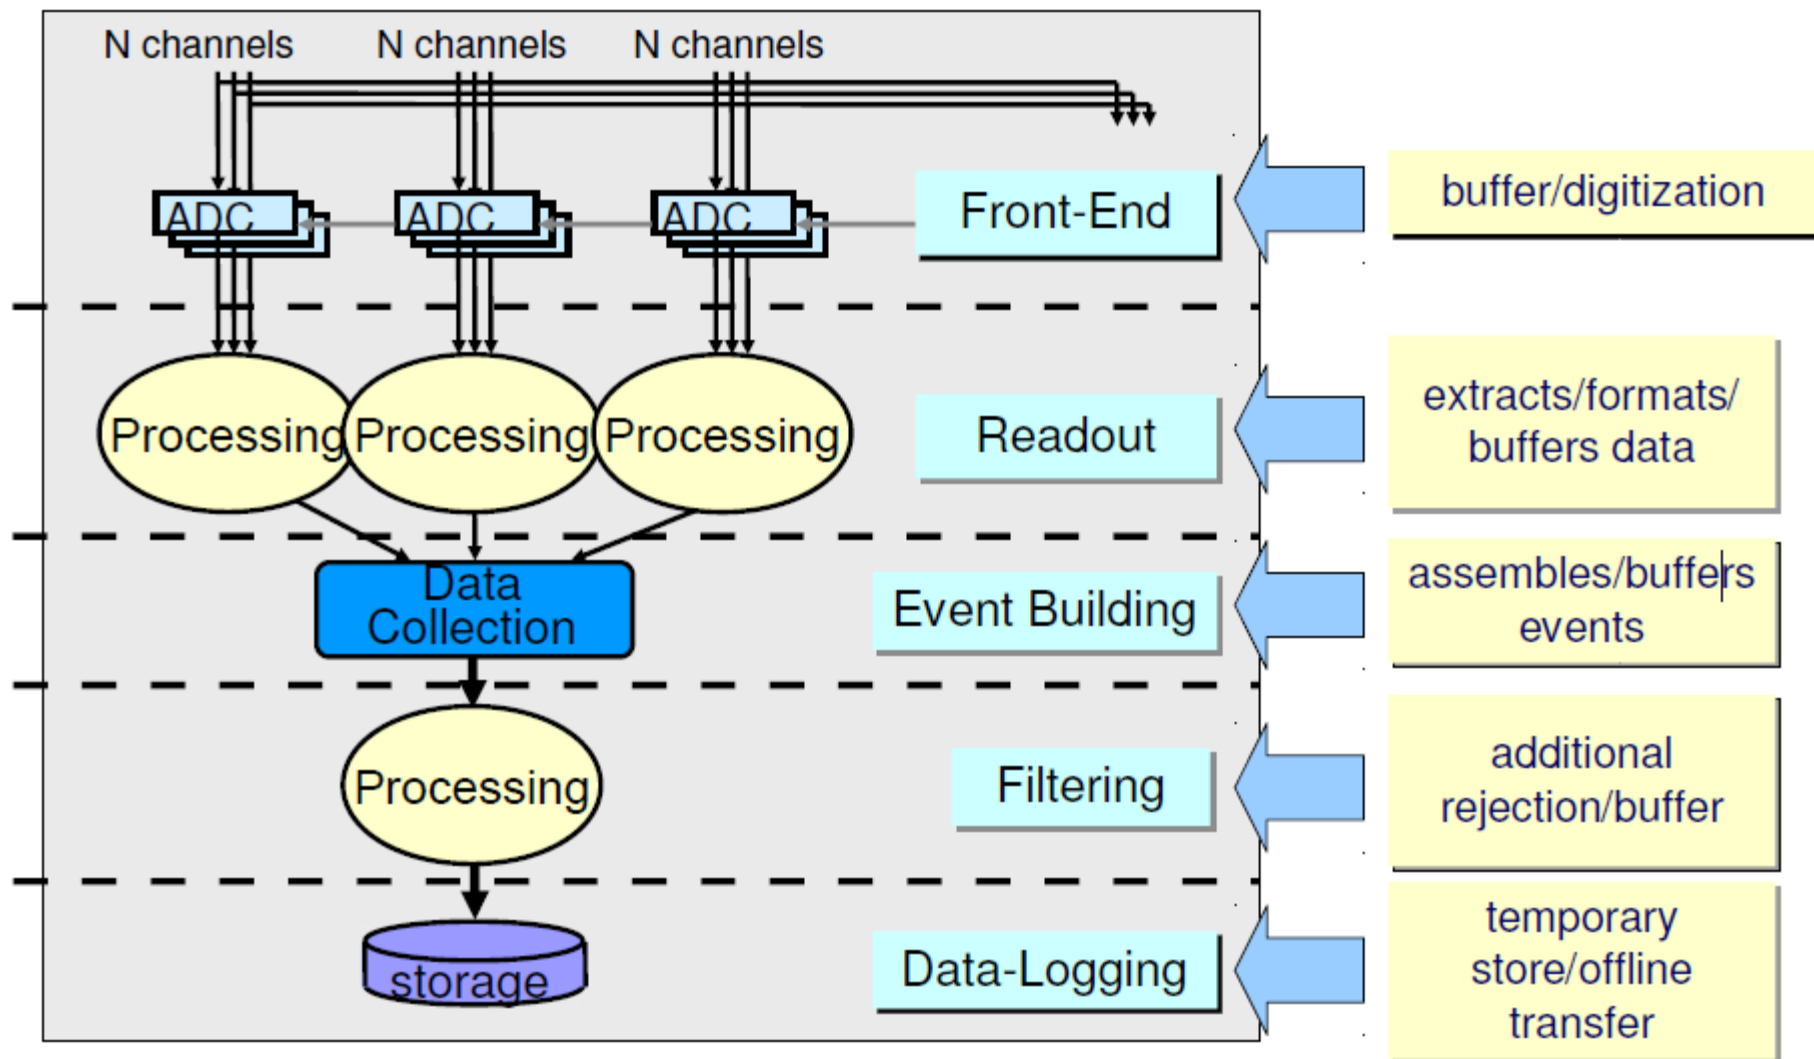 N channels N channels N channels
ADC ADC ADC
Front-End
buffer/digitization
Processing Processing Processing
Readout
extracts/formats/
buffers data
Data
Collection
Event Building
assembles/buffers
events
Processing
Filtering
additional
rejection/buffer
storage
Data-Logging
temporary
store/offline
transfer